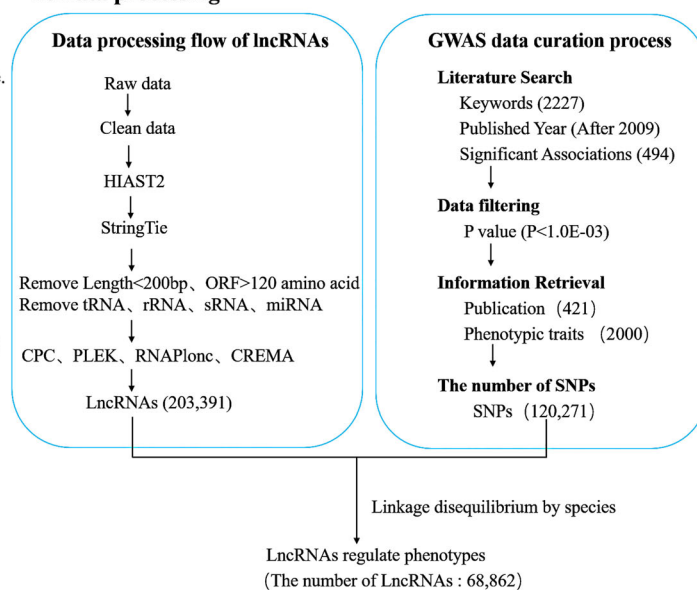 Data processing flow of lncRNAs
Raw data
Clean data
HIAST2
StringTie
Remove Length<200bp、ORF>120 amino acid
Remove tRNA、rRNA、sRNA、miRNA
CPC、PLEK、RNAPlonc、CREMA
LncRNAs (203,391)
GWAS data curation process
Literature Search
Keywords (2227)
Published Year (After 2009)
Significant Associations (494)
Data filtering
P value (P<1.0E-03)
Information Retrieval
Publication （421）
Phenotypic traits （2000）
The number of SNPs
SNPs （120,271）
Linkage disequilibrium by species
LncRNAs regulate phenotypes
（The number of LncRNAs : 68,862）